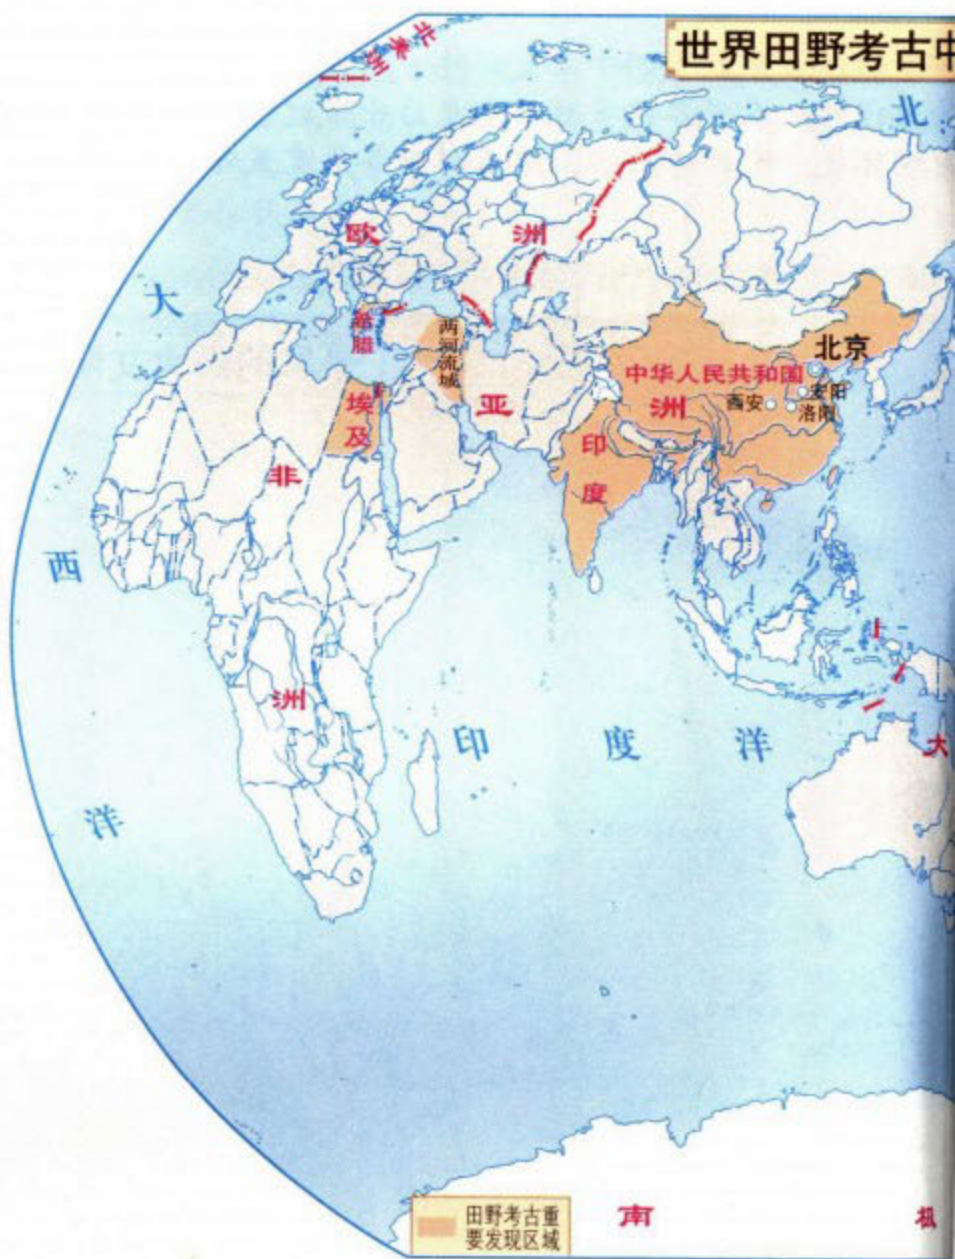 世界田野考古中
北美洲
北
欧 洲
大
希腊
两河流域
北京
中华人民共和国
安阳
西安
洛阳
亚 洲
埃及
印度
非
西
洲
印 度 洋
大
洋
南 极
田野考古重
要发现区域